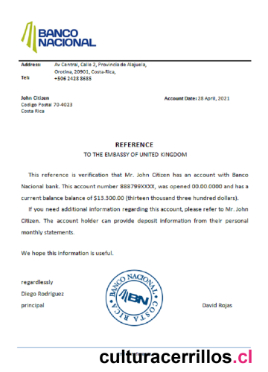 BANCO
NACIONAL
Address: Av Central, Calle 2, Provincia de Alajuela,
Orotina, 20901, Costa-Rica,
Tel: +506 2428 8688
John Citizen
Codigo Postal 70-4023
Costa Rica
Account Date: 20 April, 2021
REFERENCE
TO THE EMBASSY OF UNITED KINGDOM
This reference is verification that Mr. John Citizen has an account with Banco
Nacional bank. This account number 888799XXXX, was opened 00.00.0000 and has a
current balance balance of $13.300.00 (thirteen thousand three hundred dollars).
If you need additional information regarding this account, please refer to Mr. John
Citizen. The account holder can provide deposit information from their personal
monthly statements.
We hope this information is useful.
regardlessly
Diego Rodriguez
principal
BANCO NACIONAL
BN
COSTA RICA
David Rojas
culturacerrillos.cl